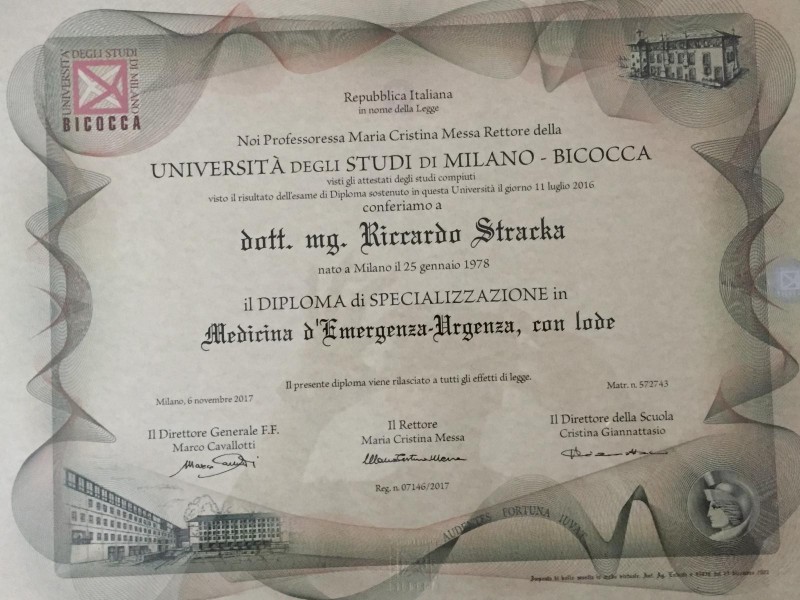 UNIVERSITÀ DEGLI STUDI DI MILANO
BICOCCA
Repubblica Italiana
in nome della Legge
Noi Professoressa Maria Cristina Messa Rettore della
UNIVERSITÀ DEGLI STUDI DI MILANO - BICOCCA
visti gli attestati degli studi compiuti
visto il risultato dell'esame di Diploma sostenuto in questa Università il giorno 11 luglio 2016
conferiamo a
dott. mg. Riccardo Stracka
nato a Milano il 25 gennaio 1978
il DIPLOMA di SPECIALIZZAZIONE in
Medicina d'Emergenza-Urgenza, con lode
Il presente diploma viene rilasciato a tutti gli effetti di legge.
Matr. n. 572743
Milano, 6 novembre 2017
Il Direttore Generale F.F.
Marco Cavallotti
Il Rettore
Maria Cristina Messa
Il Direttore della Scuola
Cristina Giannattasio
Reg. n. 07146/2017
AUDENTES FORTUNA IUVAT